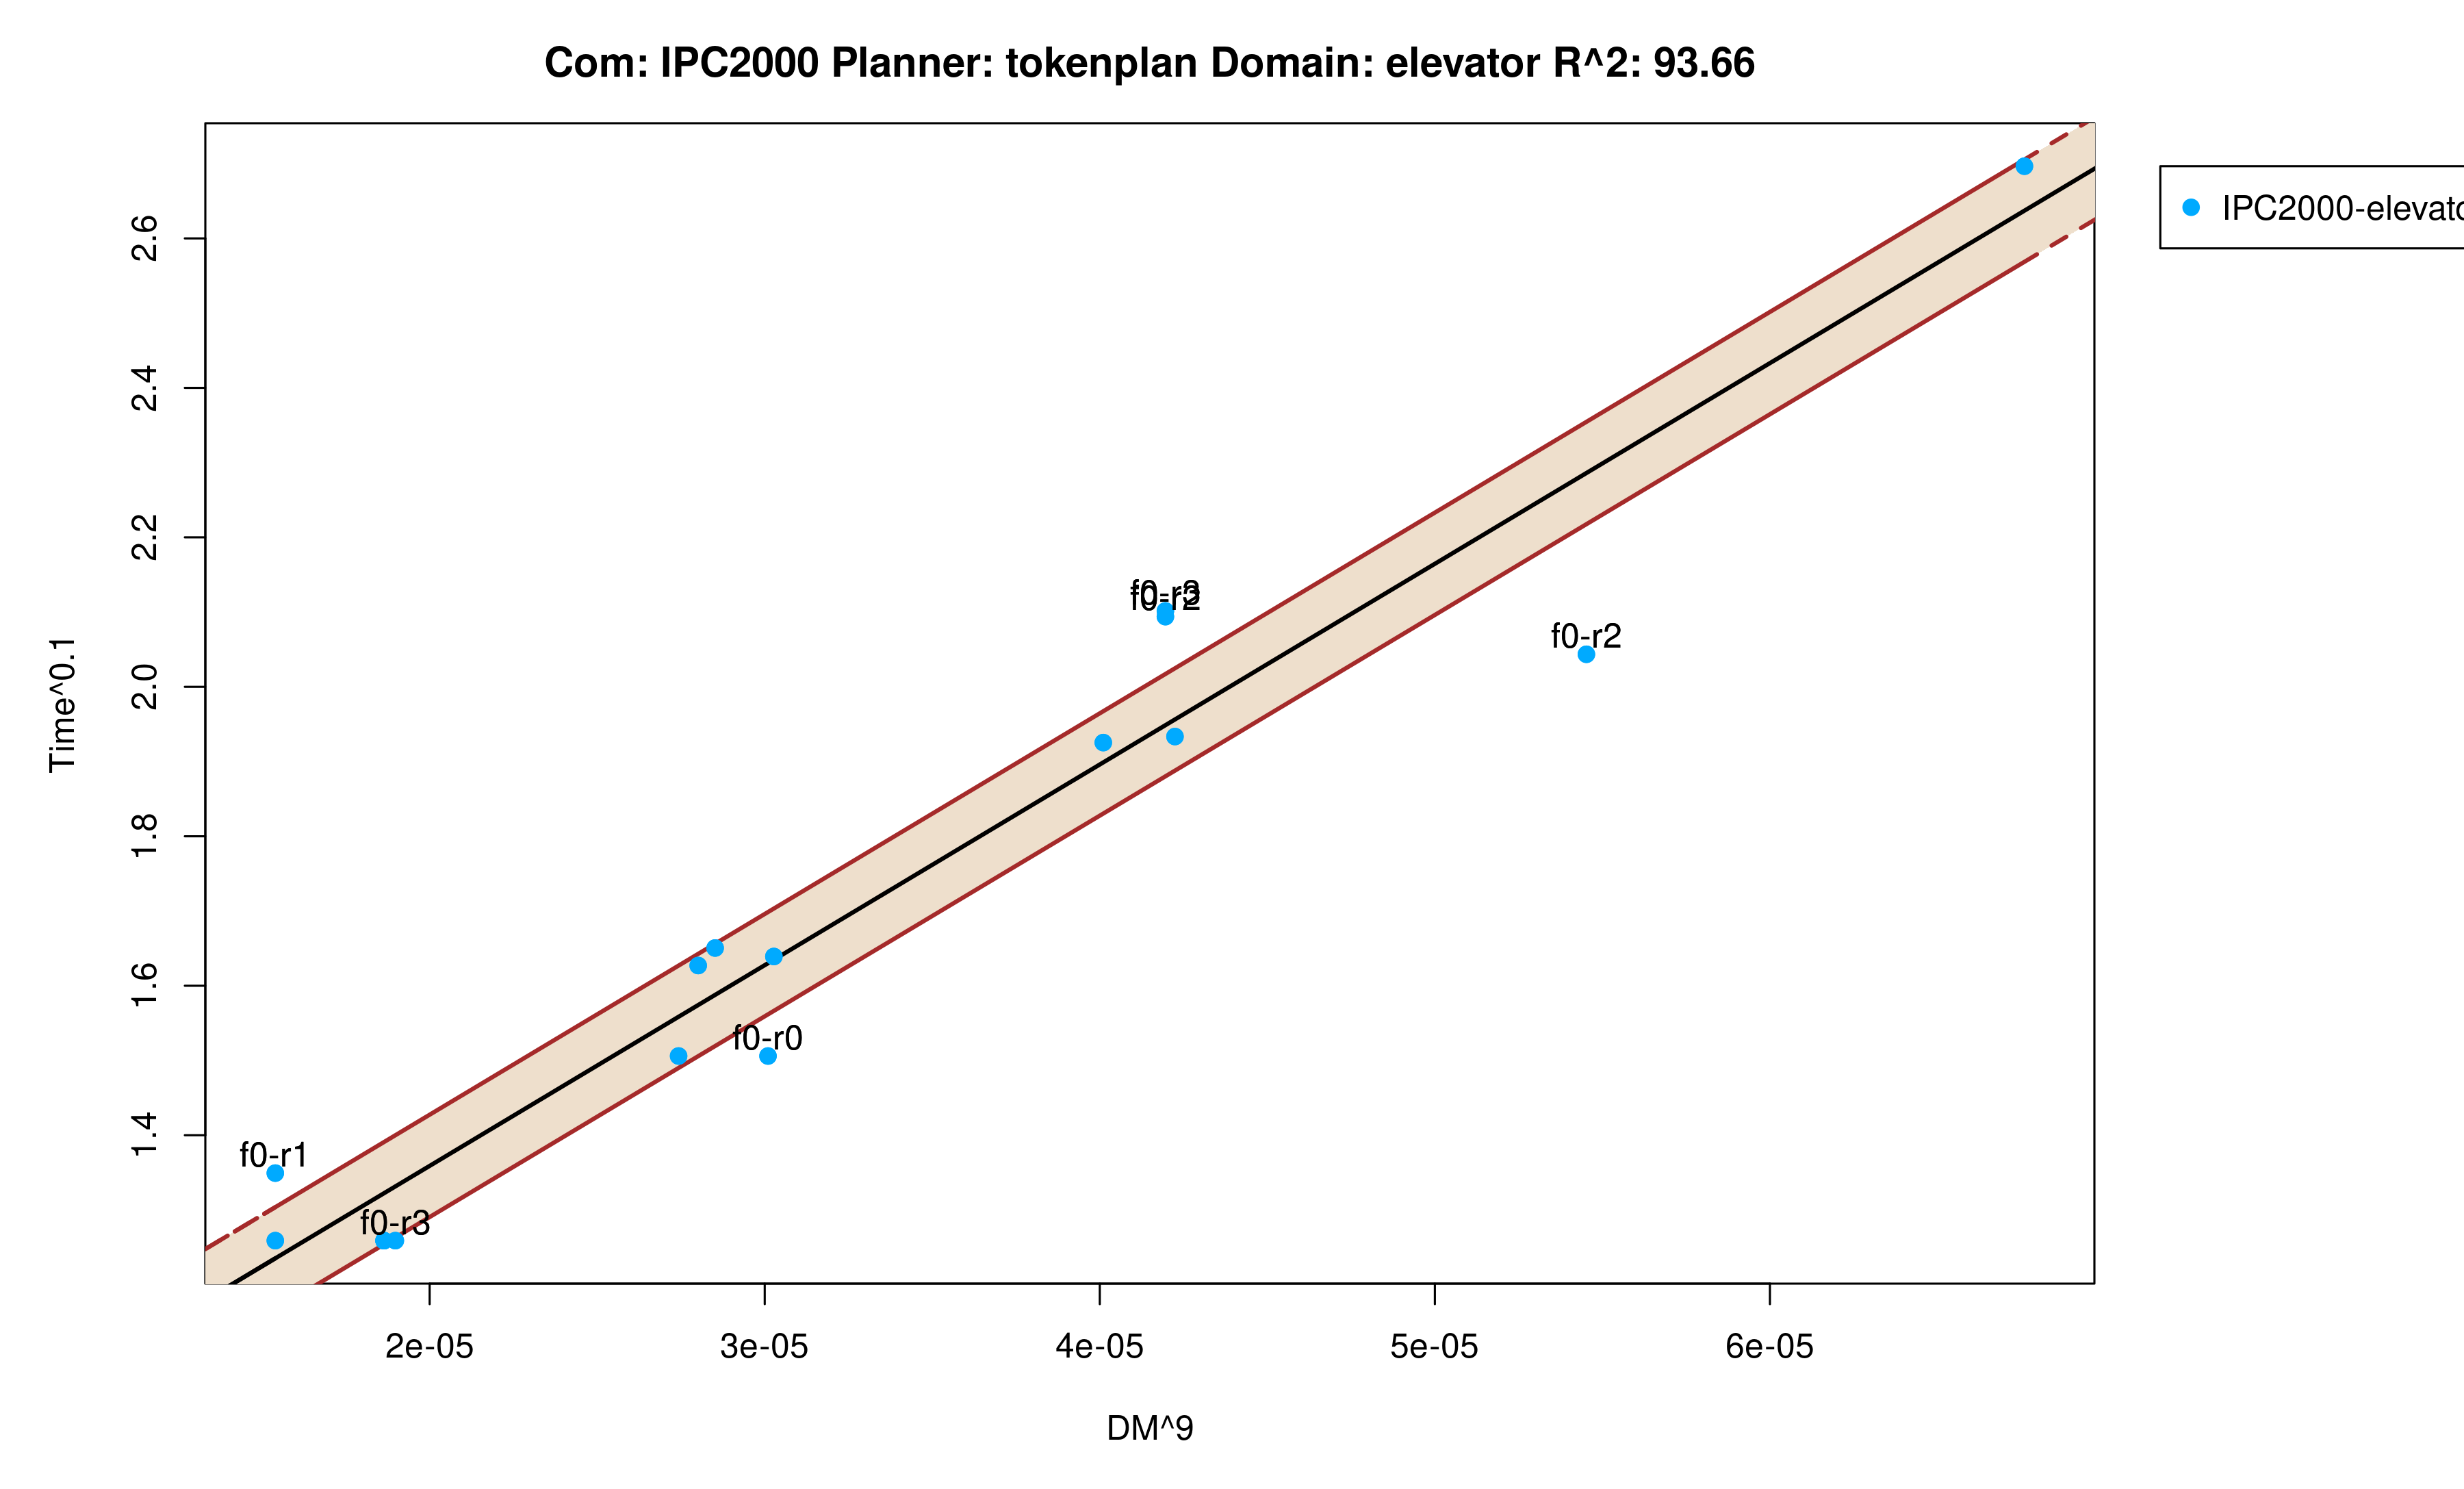 Com: IPC2000 Planner: tokenplan Domain: elevator R^2: 93.66
IPC2000-elevato
2.6
2.4
2.2
2.0
1.8
1.6
1.4
Time^0.1
f0-r2
f0-r2
f0-r0
f0-r1
f0-r3
2e-05
3e-05
4e-05
5e-05
6e-05
DM^9